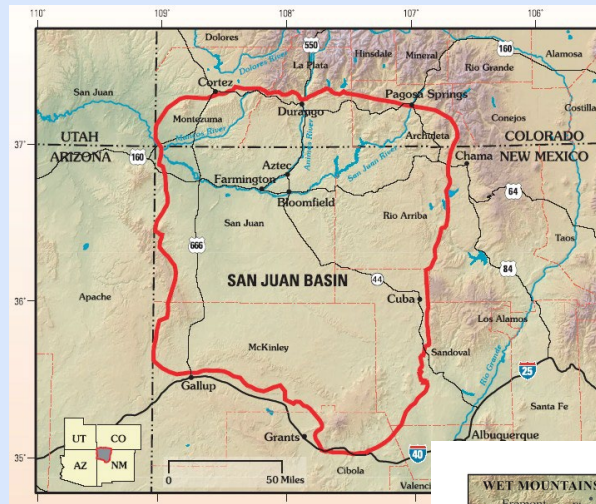 110°
109°
108°
107°
106°
Dolores
550
Hinsdale
Mineral
160
Alamosa
La Plata
Rio Grande
Dolores River
San Juan
Cortez
Pagosa Springs
Durango
Costilla
Montezuma
Conejos
Mancos River
Animas River
Archuleta
UTAH
COLORADO
37°
ARIZONA
NEW MEXICO
160
Aztec
San Juan River
Chama
Farmington
Bloomfield
64
San Juan
Rio Arriba
Taos
666
84
SAN JUAN BASIN
44
Apache
Cuba
36°
Los Alamos
McKinley
Sandoval
Rio Grande
25
Gallup
Santa Fe
UT
CO
Grants
Albuquerque
AZ
NM
40
35°
0
50 Miles
Cibola
Valenci
WET MOUNTAINS